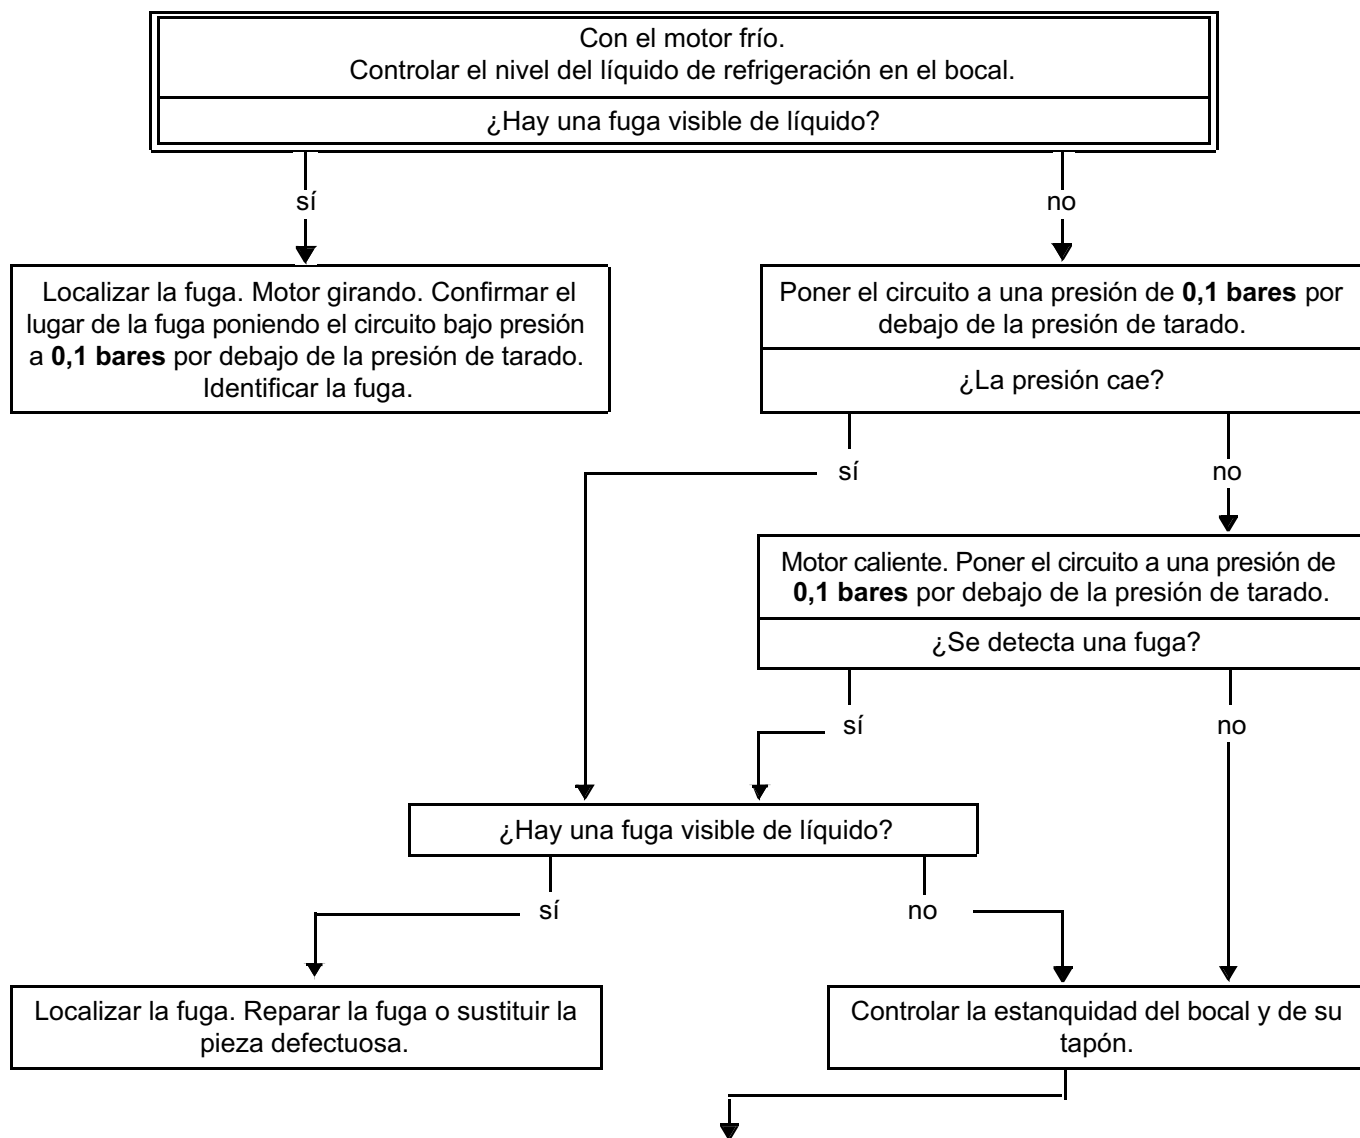 Con el motor frío.
Controlar el nivel del líquido de refrigeración en el bocal.
¿Hay una fuga visible de líquido?
sí
no
Localizar la fuga. Motor girando. Confirmar el
lugar de la fuga poniendo el circuito bajo presión
a 0,1 bares por debajo de la presión de tarado.
Identificar la fuga.
Poner el circuito a una presión de 0,1 bares por
debajo de la presión de tarado.
¿La presión cae?
sí
no
Motor caliente. Poner el circuito a una presión de
0,1 bares por debajo de la presión de tarado.
¿Se detecta una fuga?
sí
no
¿Hay una fuga visible de líquido?
sí
no
Localizar la fuga. Reparar la fuga o sustituir la
pieza defectuosa.
Controlar la estanquidad del bocal y de su
tapón.